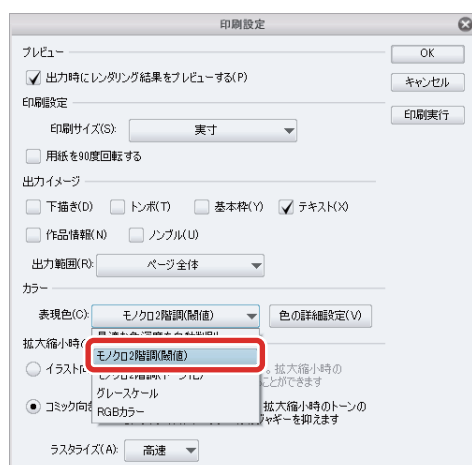 印刷設定
プレビュー
OK
出力時にレンダリング結果をプレビューする(P)
キャンセル
印刷設定
印刷実行
印刷サイズ(S): 実寸
用紙を90度回転する
出力イメージ
下描き(D) トンボ(T) 基本枠(Y) テキスト(X)
作品情報(N) ノンブル(U)
出力範囲(R): ページ全体
カラー
表現色(C): モノクロ2階調(閾値) 色の詳細設定(V)
拡大縮小時
モノクロ2階調(閾値)
イラスト 。拡大縮小時の
ことができます
グレースケール
コミック向き 拡大縮小時のトーンの
RGBカラー ャギーを抑えます
ラスタライズ(A): 高速